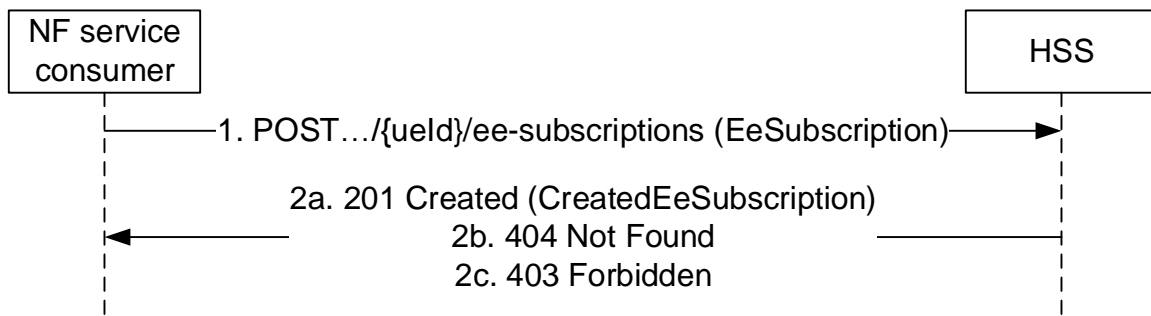 NF service
consumer
HSS
1. POST…/{ueId}/ee-subscriptions (EeSubscription)
2a. 201 Created (CreatedEeSubscription)
2b. 404 Not Found
2c. 403 Forbidden